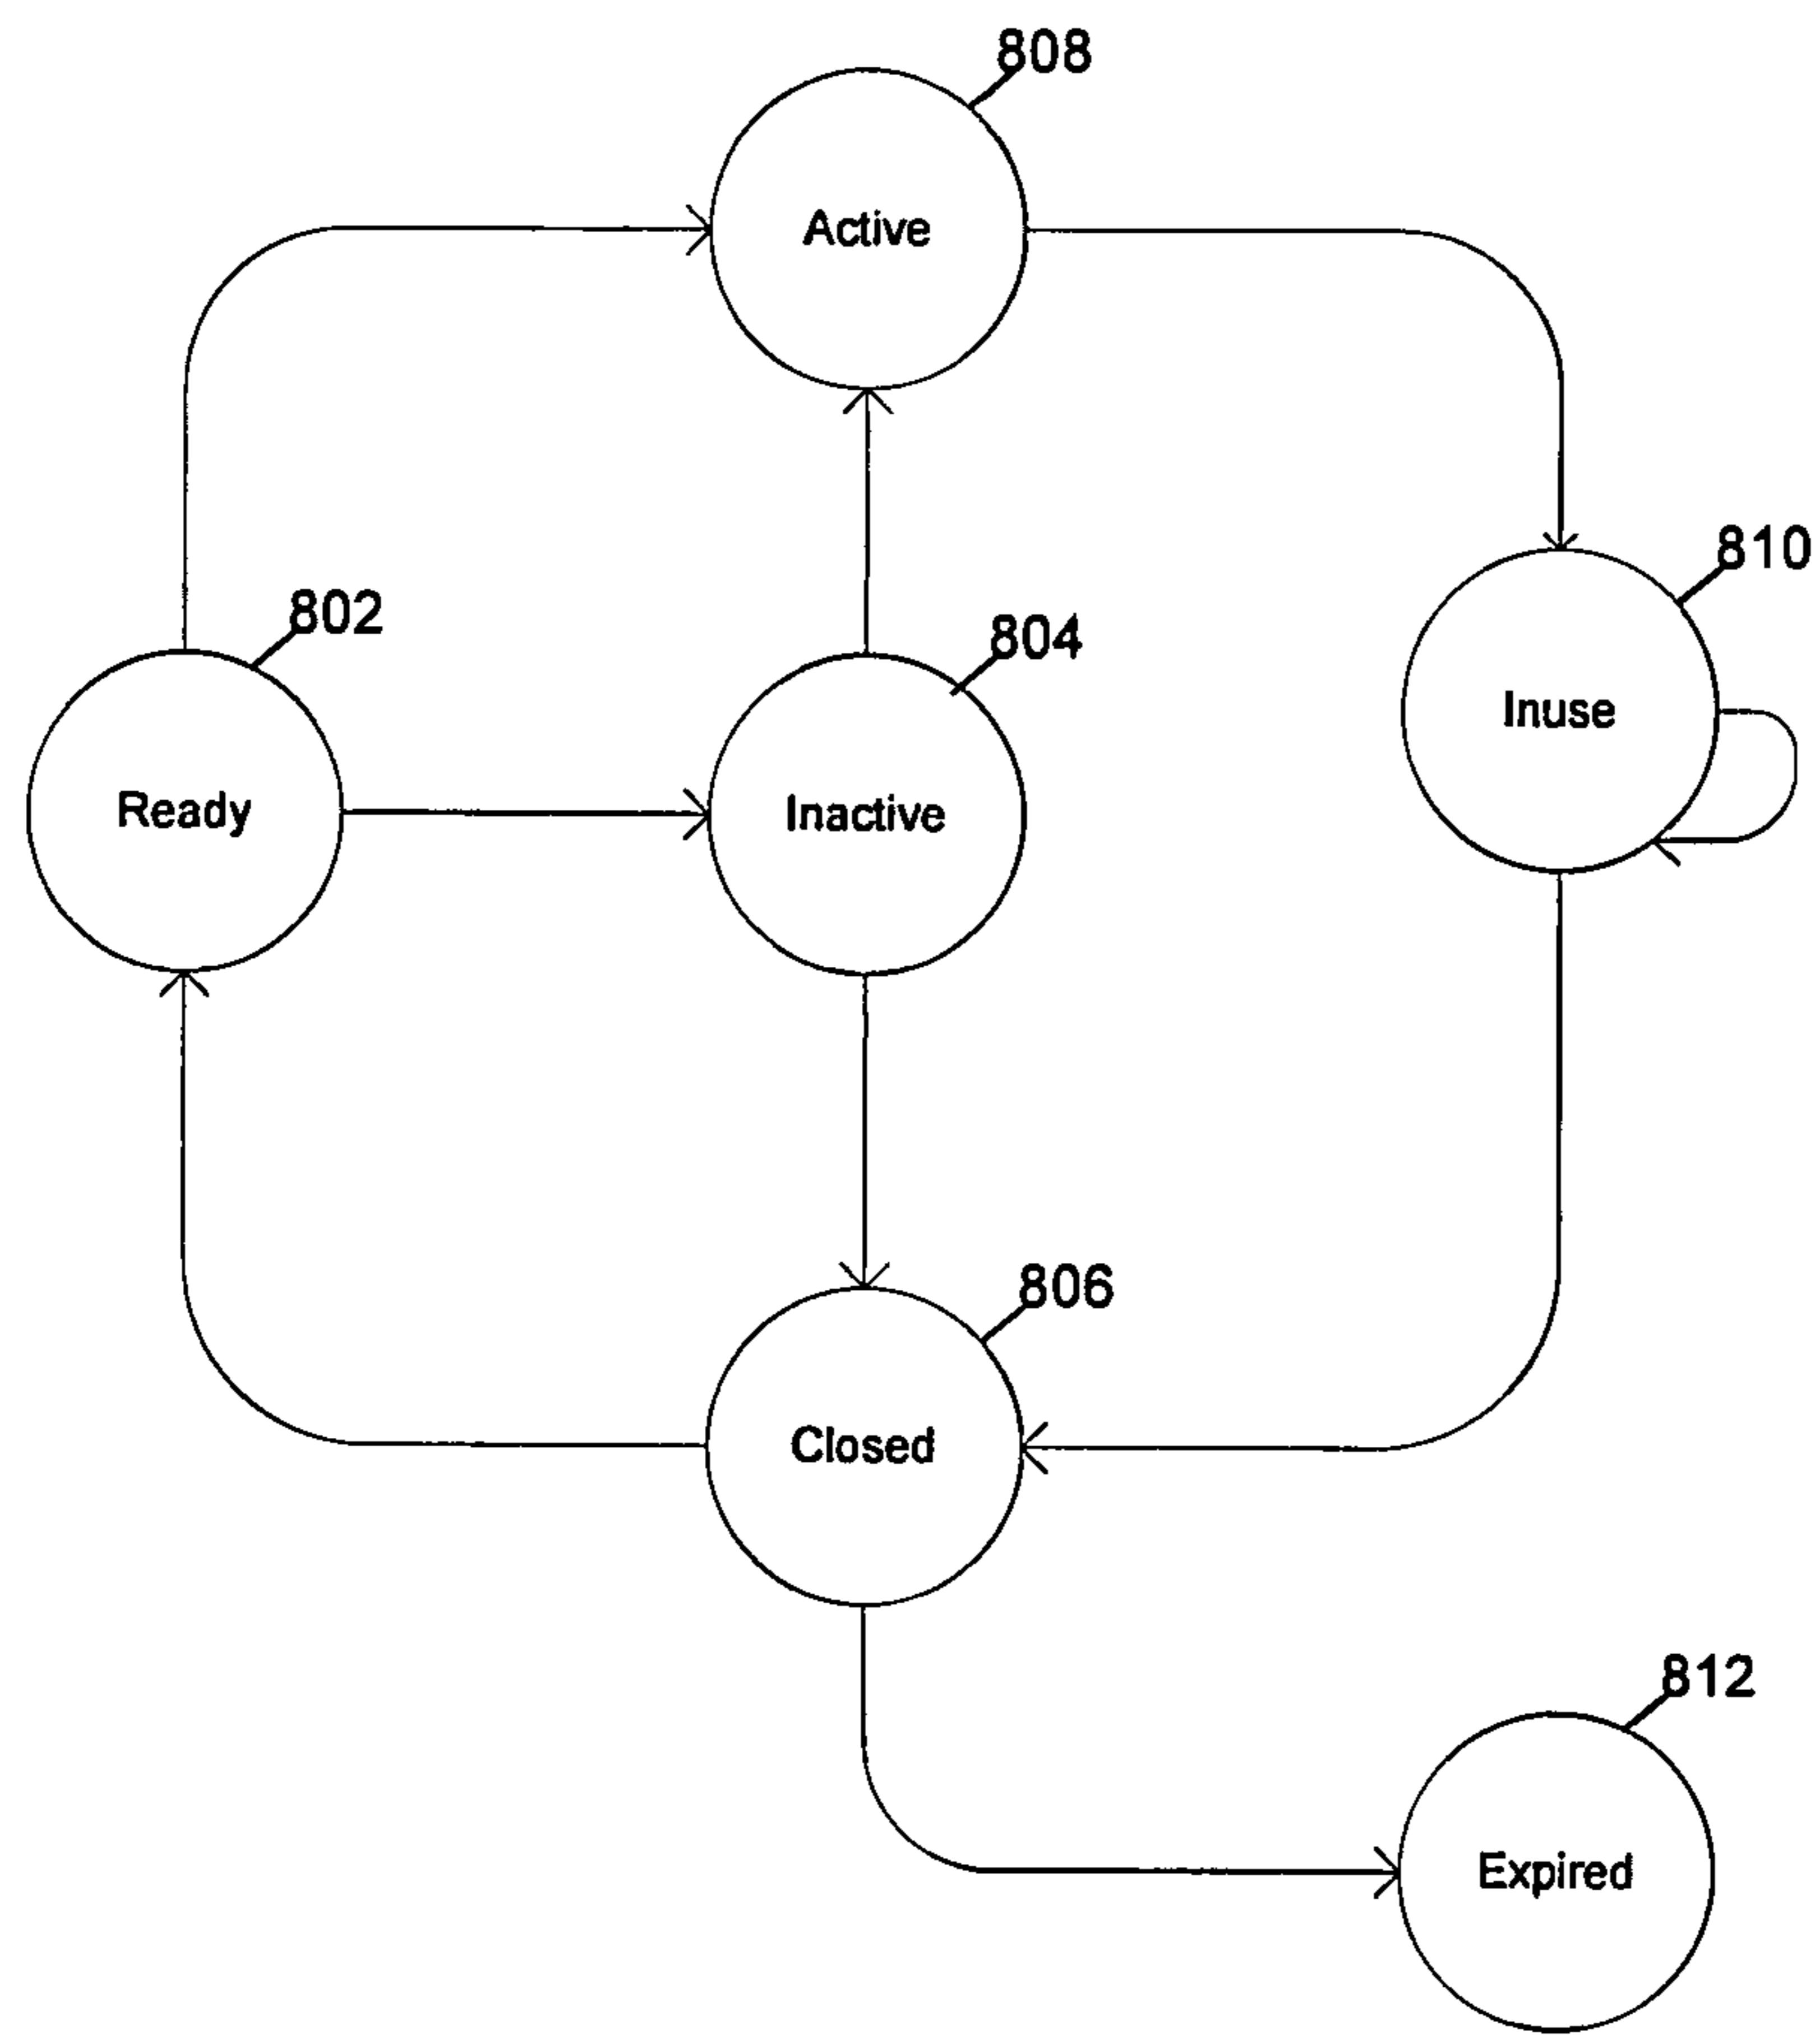 808
Active
810
802
804
Inuse
Ready
Inactive
806
Closed
812
Expired